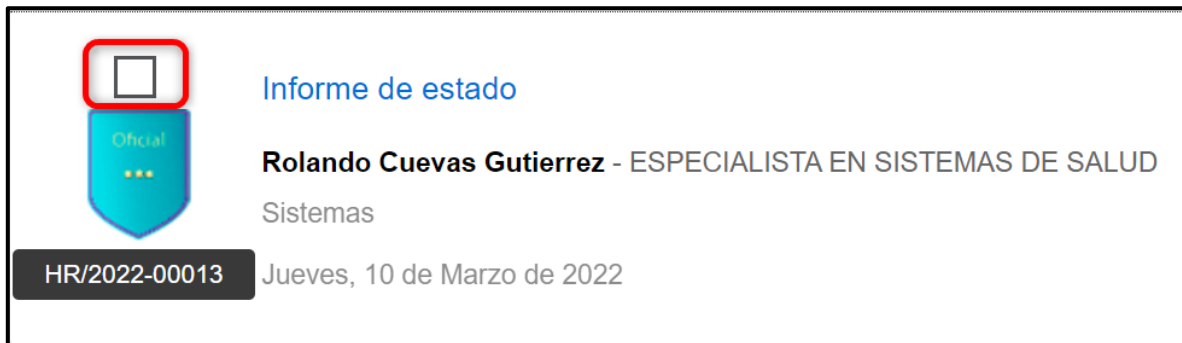 Informe de estado
Oficial
Rolando Cuevas Gutierrez - ESPECIALISTA EN SISTEMAS DE SALUD
Sistemas
HR/2022-00013
Jueves, 10 de Marzo de 2022